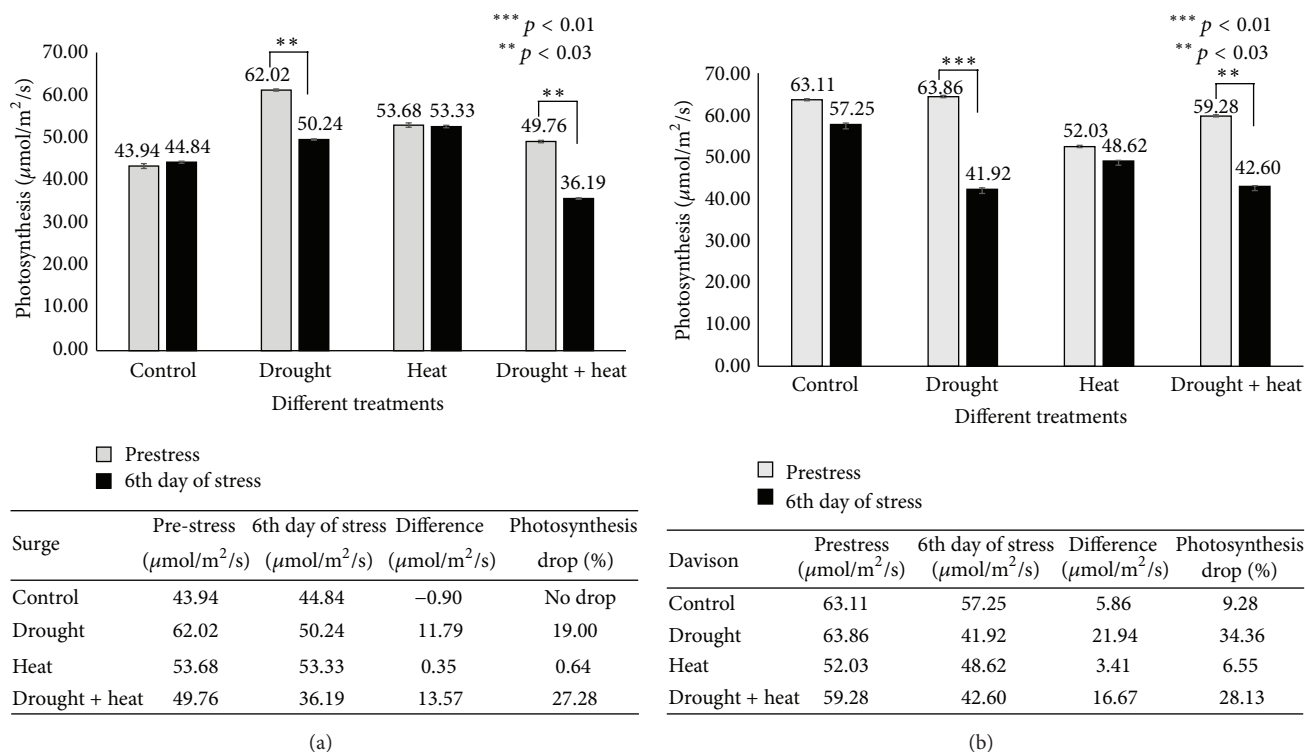 *** p < 0.01
** p < 0.03
Photosynthesis (μmol/m²/s)
70.00
60.00
50.00
40.00
30.00
20.00
10.00
0.00
43.94 44.84
62.02
**
50.24
53.68 53.33
49.76
**
36.19
Control Drought Heat Drought + heat
Different treatments
Prestress
6th day of stress
Surge Pre-stress (μmol/m²/s) 6th day of stress (μmol/m²/s) Difference (μmol/m²/s) Photosynthesis drop (%)
Control 43.94 44.84 −0.90 No drop
Drought 62.02 50.24 11.79 19.00
Heat 53.68 53.33 0.35 0.64
Drought + heat 49.76 36.19 13.57 27.28
(a)
*** p < 0.01
** p < 0.03
Photosynthesis (μmol/m²/s)
70.00
60.00
50.00
40.00
30.00
20.00
10.00
0.00
63.11
57.25
***
63.86
41.92
52.03
48.62
**
59.28
42.60
Control Drought Heat Drought + heat
Different treatments
Prestress
6th day of stress
Davison Prestress (μmol/m²/s) 6th day of stress (μmol/m²/s) Difference (μmol/m²/s) Photosynthesis drop (%)
Control 63.11 57.25 5.86 9.28
Drought 63.86 41.92 21.94 34.36
Heat 52.03 48.62 3.41 6.55
Drought + heat 59.28 42.60 16.67 28.13
(b)